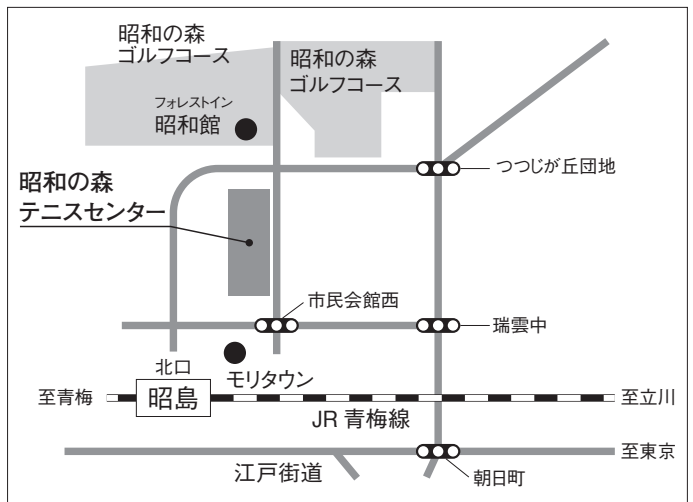 昭和の森
ゴルフコース
昭和の森
ゴルフコース
フォレストイン
昭和館
つつじが丘団地
昭和の森
テニスセンター
市民会館西
瑞雲中
北口
モリタウン
至青梅
昭島
至立川
JR 青梅線
至東京
江戸街道
朝日町